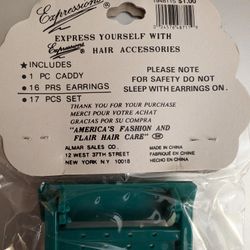 Expressions
1948115 $1.00
EXPRESS YOURSELF WITH
Expressions HAIR ACCESSORIES
★INCLUDES
• 1 PC CADDY
• 16 PRS EARRINGS
• 17 PCS SET
PLEASE NOTE
FOR SAFETY DO NOT
SLEEP WITH EARRINGS ON.
THANK YOU FOR YOUR PURCHASE
MERCI POUR VOTRE ACHAT
GRACIAS POR SU COMPRA
"AMERICA'S FASHION AND
FLAIR HAIR CARE"
ALMAR SALES CO.
12 WEST 37TH STREET
NEW YORK N.Y 10018
MADE IN CHINA
FABRIQUÉ EN CHINE
HECHO EN CHINA